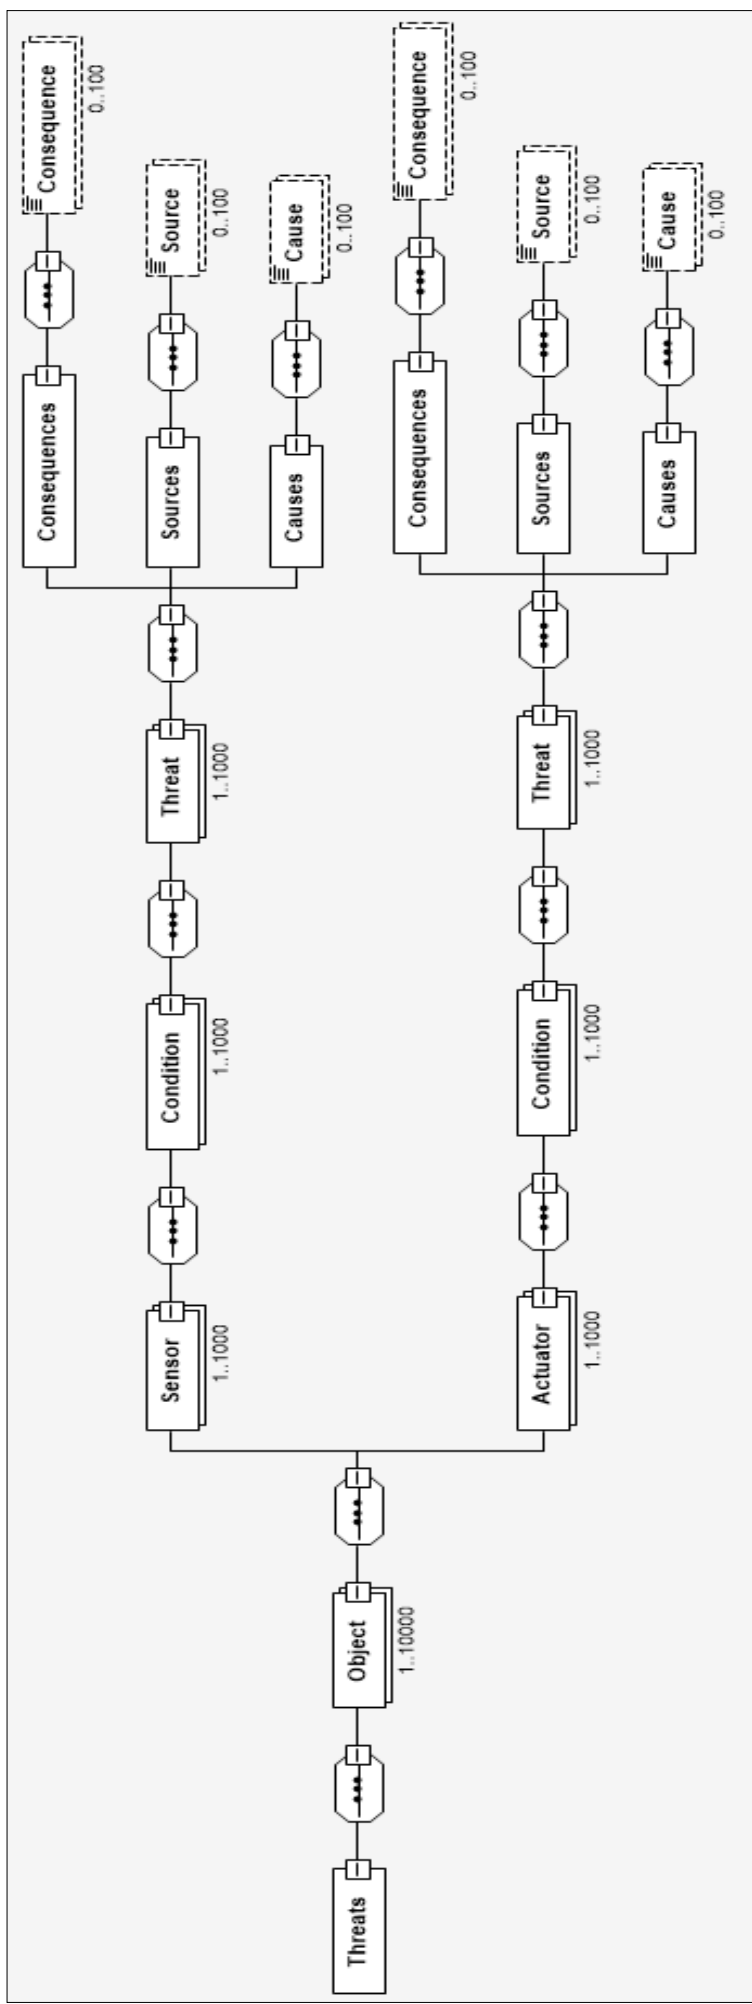 Threats
Object
1..10000
Sensor
1..1000
Condition
1..1000
Threat
1..1000
Consequences
Consequence
0..100
Sources
Source
0..100
Causes
Cause
0..100
Actuator
1..1000
Condition
1..1000
Threat
1..1000
Consequences
Consequence
0..100
Sources
Source
0..100
Causes
Cause
0..100